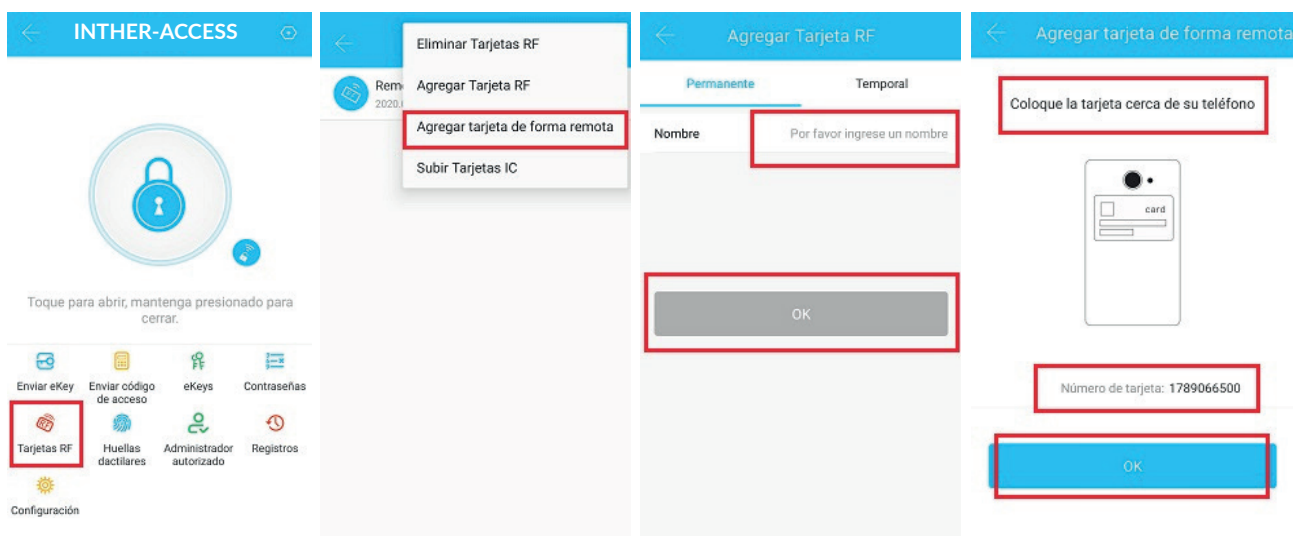 INTHER-ACCESS
Toque para abrir, mantenga presionado para
cerrar.
Enviar eKey
Enviar código
de acceso
eKeys
Contraseñas
Tarjetas RF
Huellas
dactilares
Administrador
autorizado
Registros
Configuración
Eliminar Tarjetas RF
Agregar Tarjeta RF
Agregar tarjeta de forma remota
Subir Tarjetas IC
Agregar Tarjeta RF
Permanente
Temporal
Nombre
Por favor ingrese un nombre
OK
Agregar tarjeta de forma remota
Coloque la tarjeta cerca de su teléfono
card
Número de tarjeta: 1789066500
OK